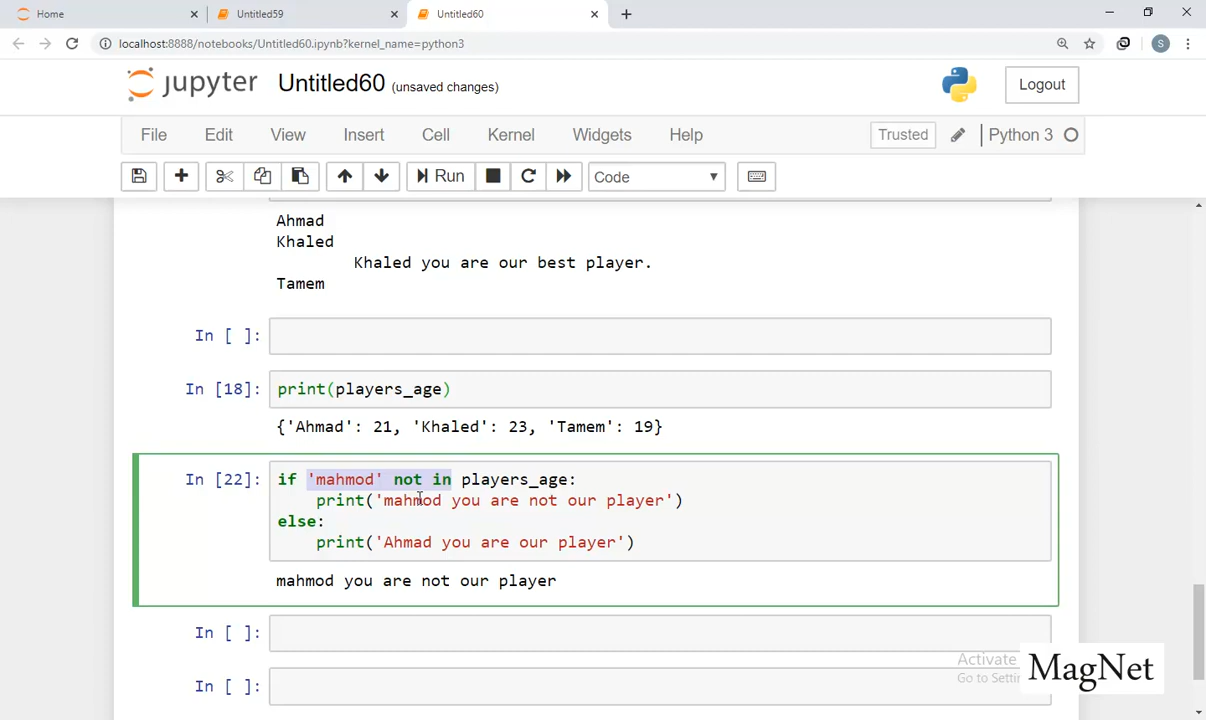 Home
Untitled59
Untitled60
localhost:8888/notebooks/Untitled60.ipynb?kernel_name=python3
S
jupyter Untitled60 (unsaved changes)
Logout
File Edit View Insert Cell Kernel Widgets Help
Trusted
Python 3
Run
Code
Ahmad
Khaled
Khaled you are our best player.
Tamem
In [ ]:
In [18]: print(players_age)
{'Ahmad': 21, 'Khaled': 23, 'Tamem': 19}
In [22]: if 'mahmod' not in players_age:
print('mahmod you are not our player')
else:
print('Ahmad you are our player')
mahmod you are not our player
In [ ]:
In [ ]:
Activate
Go to Settin
MagNet